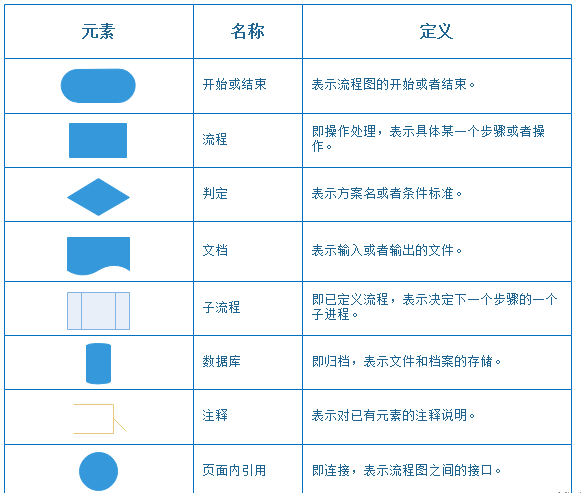 元素 名称 定义
开始或结束 表示流程图的开始或者结束。
流程 即操作处理，表示具体某一个步骤或者操
作。
判定 表示方案名或者条件标准。
文档 表示输入或者输出的文件。
子流程 即已定义流程，表示决定下一个步骤的一个
子进程。
数据库 即归档，表示文件和档案的存储。
注释 表示对已有元素的注释说明。
页面内引用 即连接，表示流程图之间的接口。